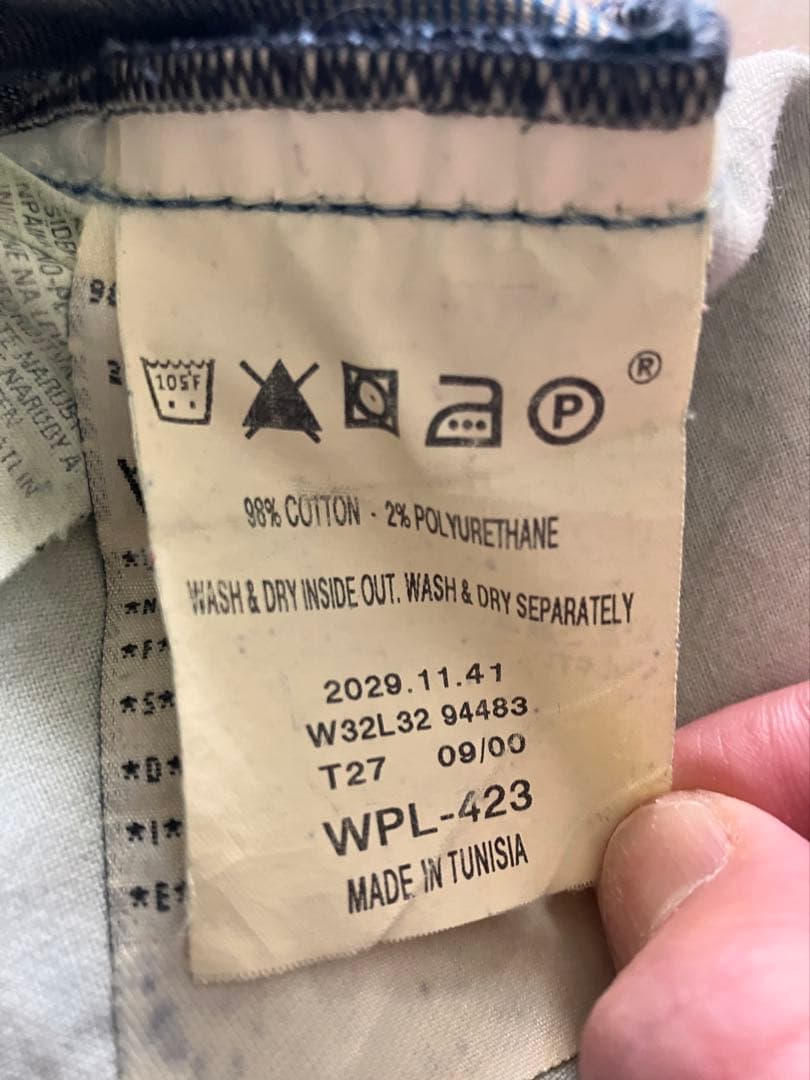 105°F
P ®
98% COTTON - 2% POLYURETHANE
WASH & DRY INSIDE OUT. WASH & DRY SEPARATELY
2029.11.41
W32L32 94483
T27 09/00
WPL-423
MADE IN TUNISIA
*N
*F*
*S*
*D*
*I*
*E*